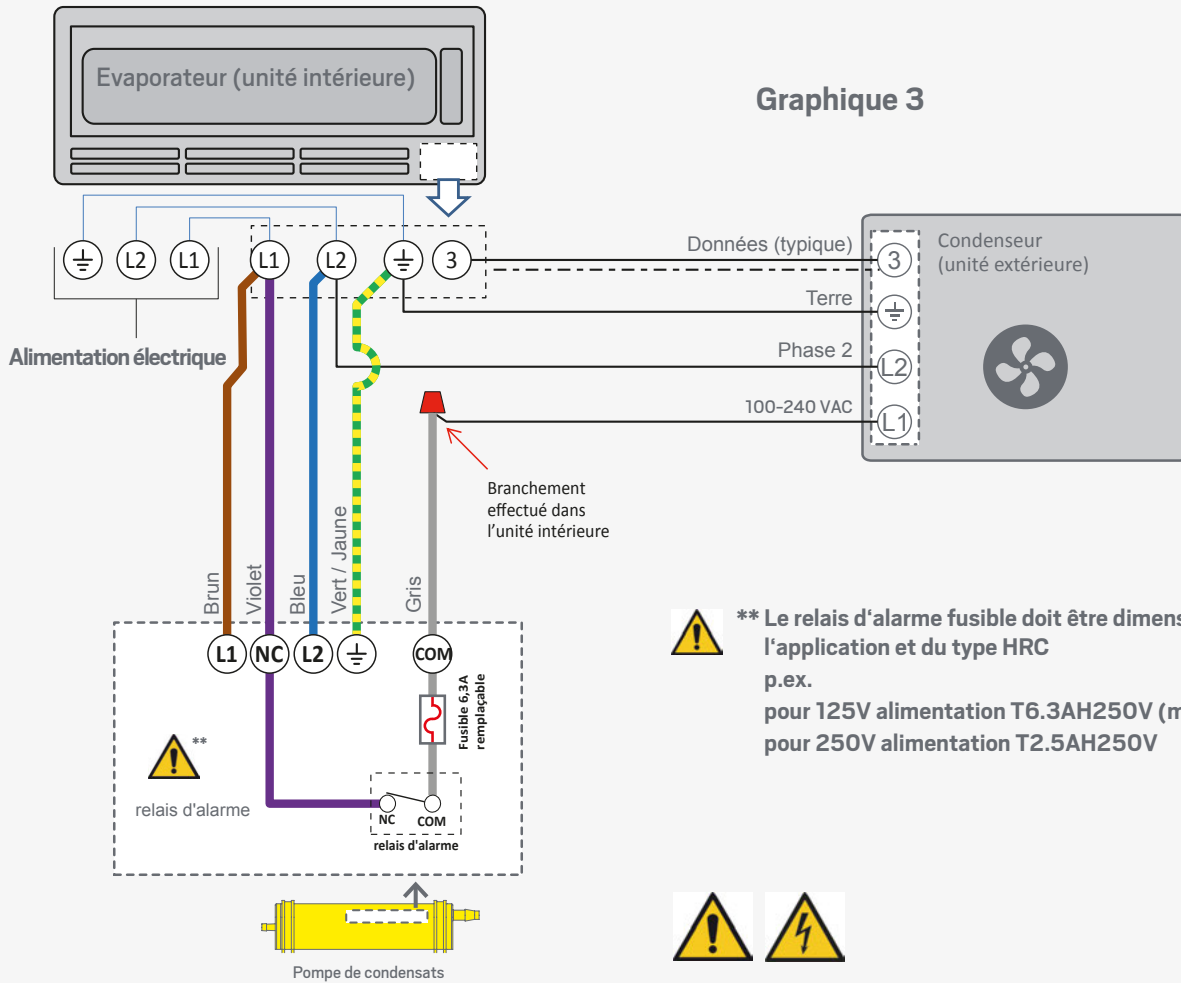 Evaporateur (unité intérieure)
Graphique 3
L2
L1
L1
L2
3
Alimentation électrique
Données (typique)
3
Condenseur
(unité extérieure)
Terre
Phase 2
L2
100-240 VAC
L1
Branchement
effectué dans
l'unité intérieure
Brun
Violet
Bleu
Vert / Jaune
Gris
L1
NC
L2
COM
Fusible 6,3A
remplaçable
**
relais d'alarme
NC
COM
relais d'alarme
Pompe de condensats
** Le relais d‘alarme fusible doit être
l‘application et du type HRC
p.ex.
pour 125V alimentation T6.3AH250V
pour 250V alimentation T2.5AH250V